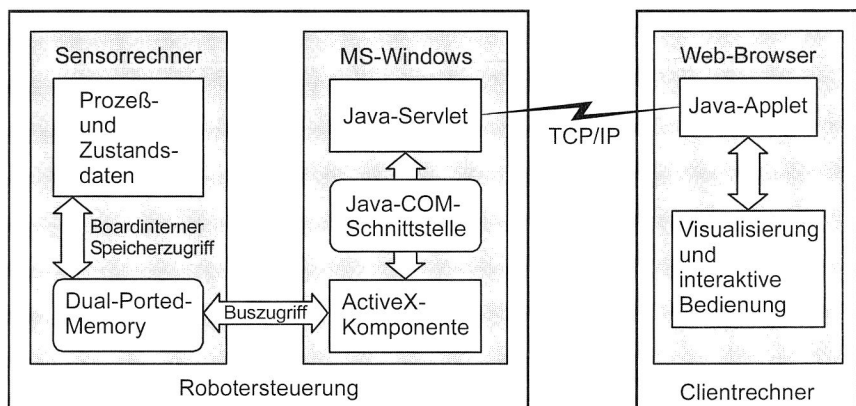 Sensorrechner
Prozeß-
und
Zustands-
daten
Boardinterner
Speicherzugriff
Dual-Ported-
Memory
Buszugriff
MS-Windows
Java-Servlet
Java-COM-
Schnittstelle
ActiveX-
Komponente
Robotersteuerung
TCP/IP
Web-Browser
Java-Applet
Visualisierung
und
interaktive
Bedienung
Clientrechner